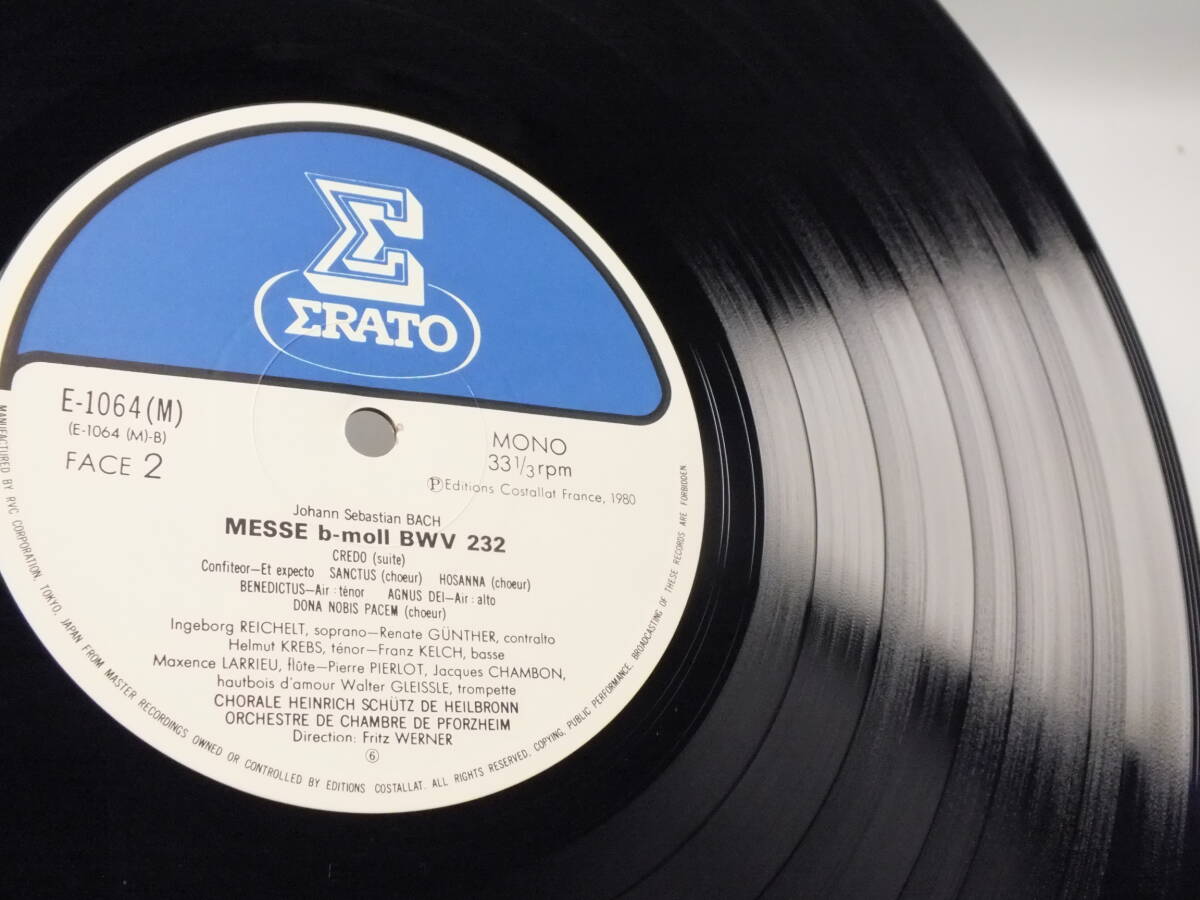 Σ
ΣRATO
E-1064(M)
(E-1064 (M)-B)
FACE 2
MONO
33 1/3 rpm
Ⓟ Editions Costallat France, 1980
Johann Sebastian BACH
MESSE b-moll BWV 232
CREDO (suite)
Confiteor—Et expecto SANCTUS (choeur) HOSANNA (choeur)
BENEDICTUS—Air : ténor AGNUS DEI—Air : alto
DONA NOBIS PACEM (choeur)
Ingeborg REICHELT, soprano—Renate GÜNTHER, contralto
Helmut KREBS, ténor—Franz KELCH, basse
Maxence LARRIEU, flûte—Pierre PIERLOT, Jacques CHAMBON,
hautbois d'amour Walter GLEISSLE, trompette
CHORALE HEINRICH SCHÜTZ DE HEILBRONN
ORCHESTRE DE CHAMBRE DE PFORZHEIM
Direction: Fritz WERNER
⑥
MANUFACTURED BY RVC CORPORATION, TOKYO, JAPAN FROM MASTER RECORDINGS OWNED OR CONTROLLED BY EDITIONS COSTALLAT. ALL RIGHTS RESERVED, COPYING, PUBLIC PERFORMANCE, BROADCASTING OF THESE RECORDS ARE FORBIDDEN